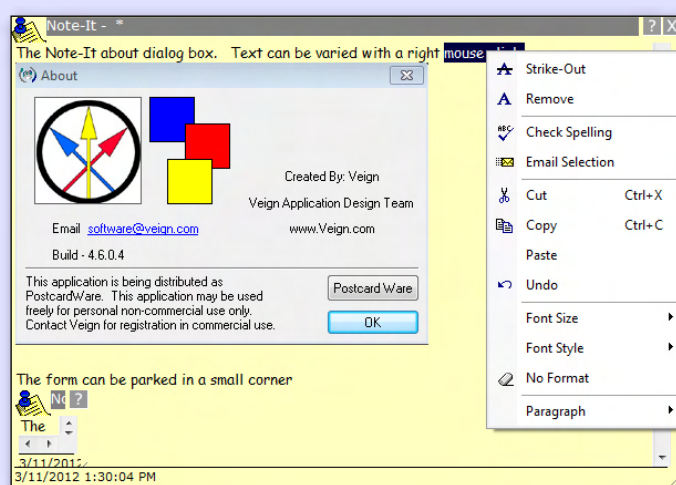 Note-It - *
? X
The Note-It about dialog box. Text can be varied with a right mouse
About
Created By: Veign
Veign Application Design Team
Email software@veign.com
www.Veign.com
Build - 4.6.0.4
This application is being distributed as
PostcardWare. This application may be used
freely for personal non-commercial use only.
Contact Veign for registration in commercial use.
Postcard Ware
OK
Strike-Out
Remove
ABC
Check Spelling
Email Selection
Cut Ctrl+X
Copy Ctrl+C
Paste
Undo
Font Size
Font Style
No Format
Paragraph
The form can be parked in a small corner
No ?
The
3/11/2012
3/11/2012 1:30:04 PM